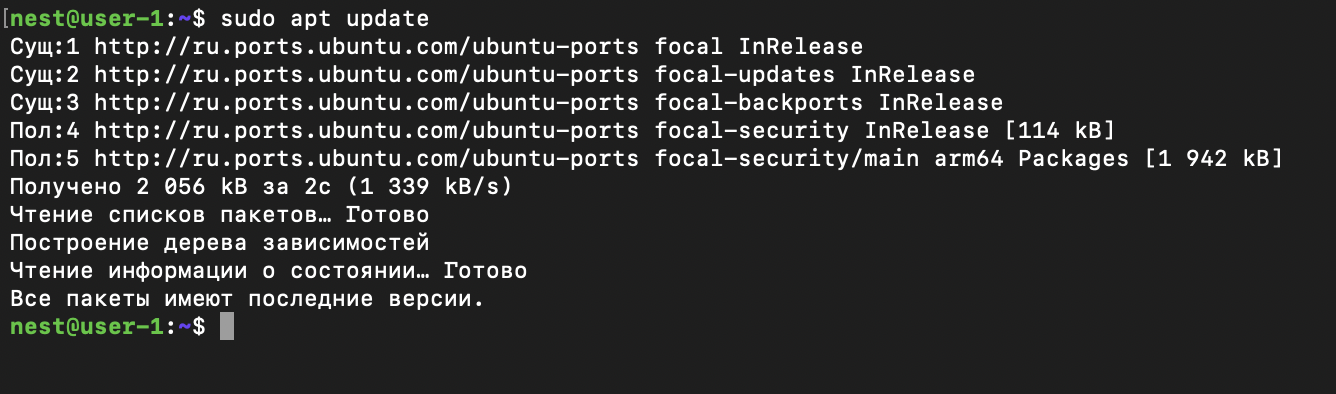 [nest@user-1:~$ sudo apt update
Сущ:1 http://ru.ports.ubuntu.com/ubuntu-ports focal InRelease
Сущ:2 http://ru.ports.ubuntu.com/ubuntu-ports focal-updates InRelease
Сущ:3 http://ru.ports.ubuntu.com/ubuntu-ports focal-backports InRelease
Пол:4 http://ru.ports.ubuntu.com/ubuntu-ports focal-security InRelease [114 kB]
Пол:5 http://ru.ports.ubuntu.com/ubuntu-ports focal-security/main arm64 Packages [1 942 kB]
Получено 2 056 kB за 2с (1 339 kB/s)
Чтение списков пакетов… Готово
Построение дерева зависимостей
Чтение информации о состоянии… Готово
Все пакеты имеют последние версии.
nest@user-1:~$